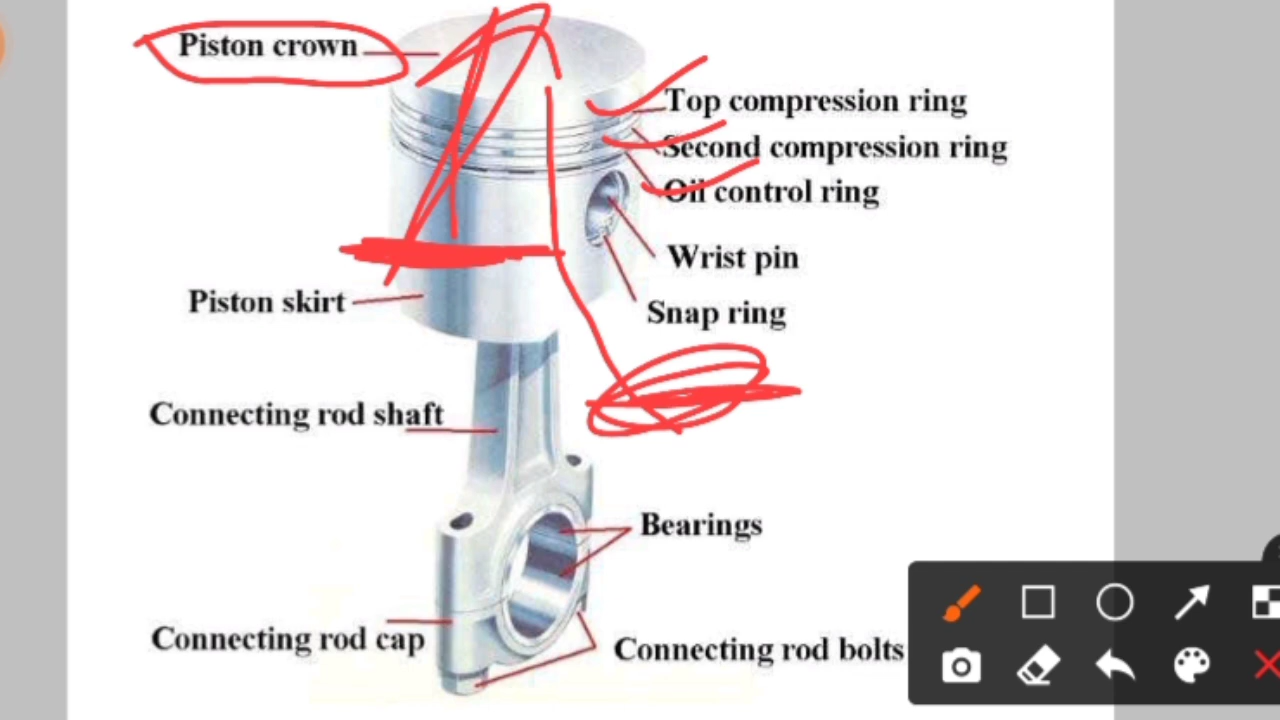 Piston crown
Top compression ring
Second compression ring
Oil control ring
Wrist pin
Piston skirt
Snap ring
Connecting rod shaft
Bearings
Connecting rod cap
Connecting rod bolts